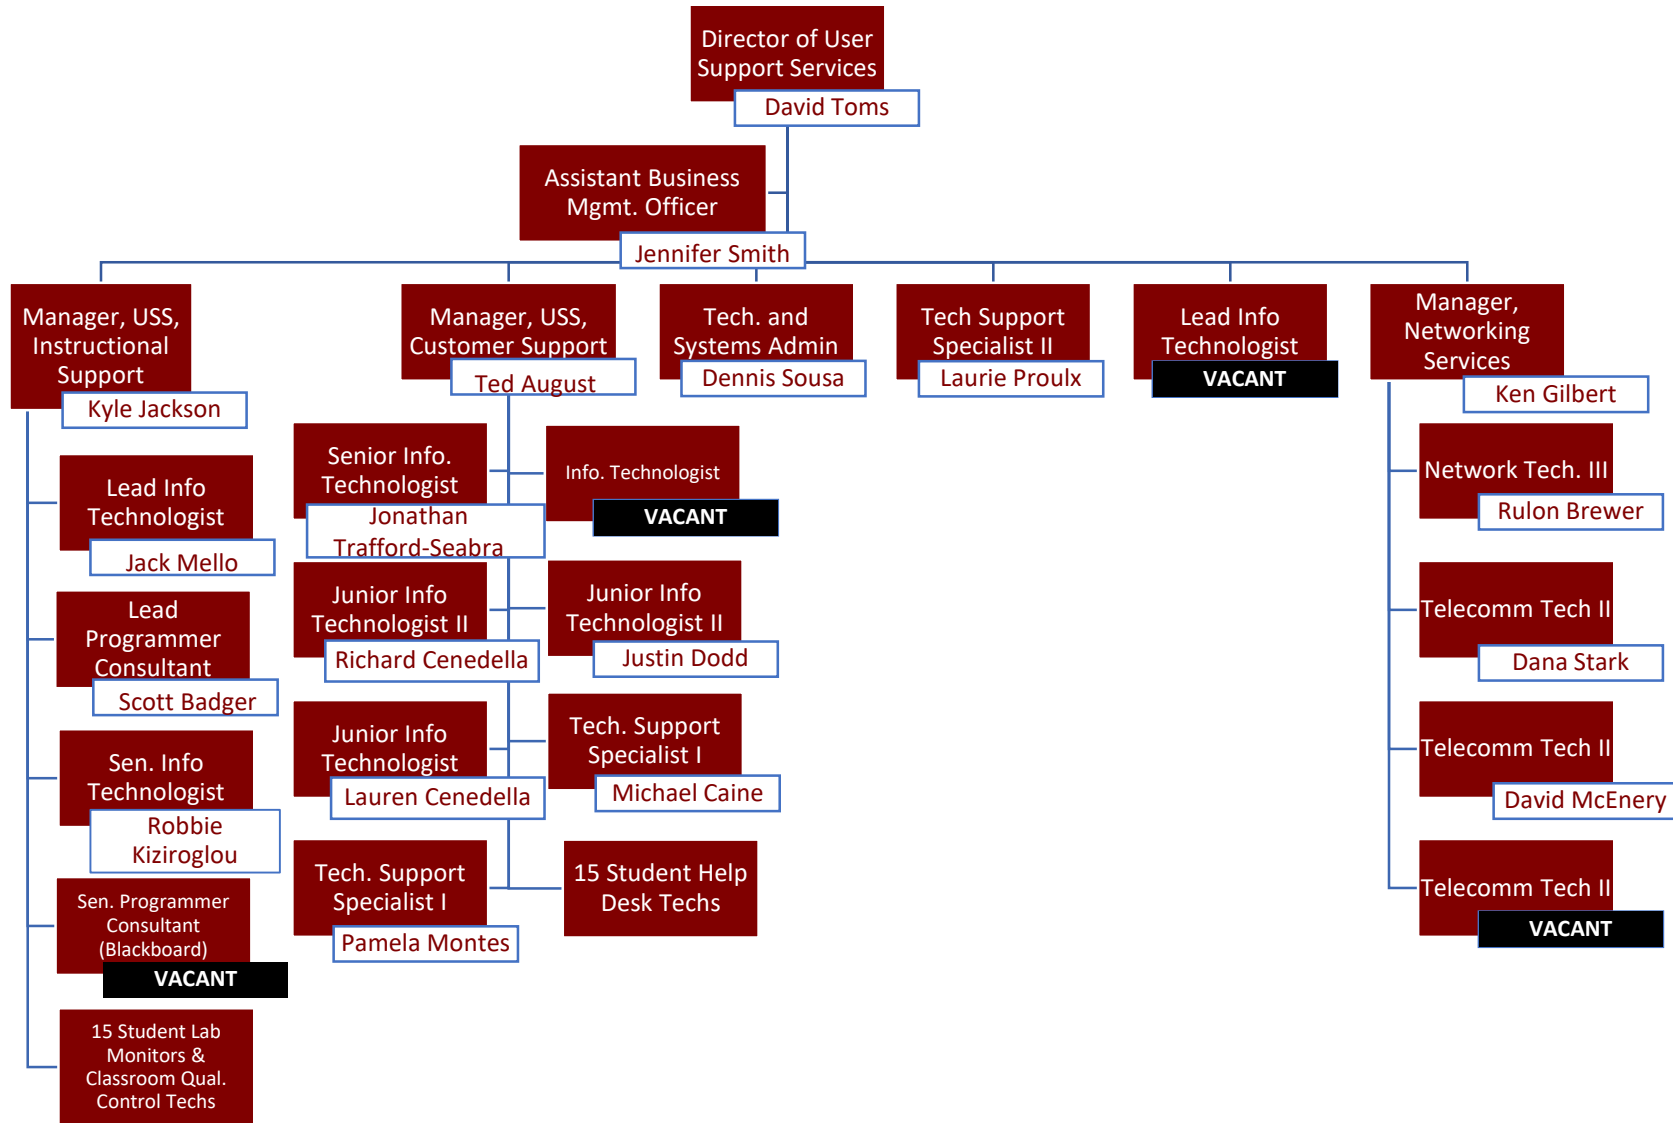 Director of User
Support Services
David Toms
Assistant Business
Mgmt. Officer
Jennifer Smith
Manager, USS,
Instructional
Support
Kyle Jackson
Manager, USS,
Customer Support
Ted August
Tech. and
Systems Admin
Dennis Sousa
Tech Support
Specialist II
Laurie Proulx
Lead Info
Technologist
VACANT
Manager,
Networking
Services
Ken Gilbert
Lead Info
Technologist
Jack Mello
Lead
Programmer
Consultant
Scott Badger
Sen. Info
Technologist
Robbie
Kiziroglou
Sen. Programmer
Consultant
(Blackboard)
VACANT
15 Student Lab
Monitors &
Classroom Qual.
Control Techs
Senior Info.
Technologist
Jonathan
Trafford-Seabra
Info. Technologist
VACANT
Junior Info
Technologist II
Richard Cenedella
Junior Info
Technologist II
Justin Dodd
Junior Info
Technologist
Lauren Cenedella
Tech. Support
Specialist I
Michael Caine
Tech. Support
Specialist I
Pamela Montes
15 Student Help
Desk Techs
Network Tech. III
Rulon Brewer
Telecomm Tech II
Dana Stark
Telecomm Tech II
David McEnery
Telecomm Tech II
VACANT